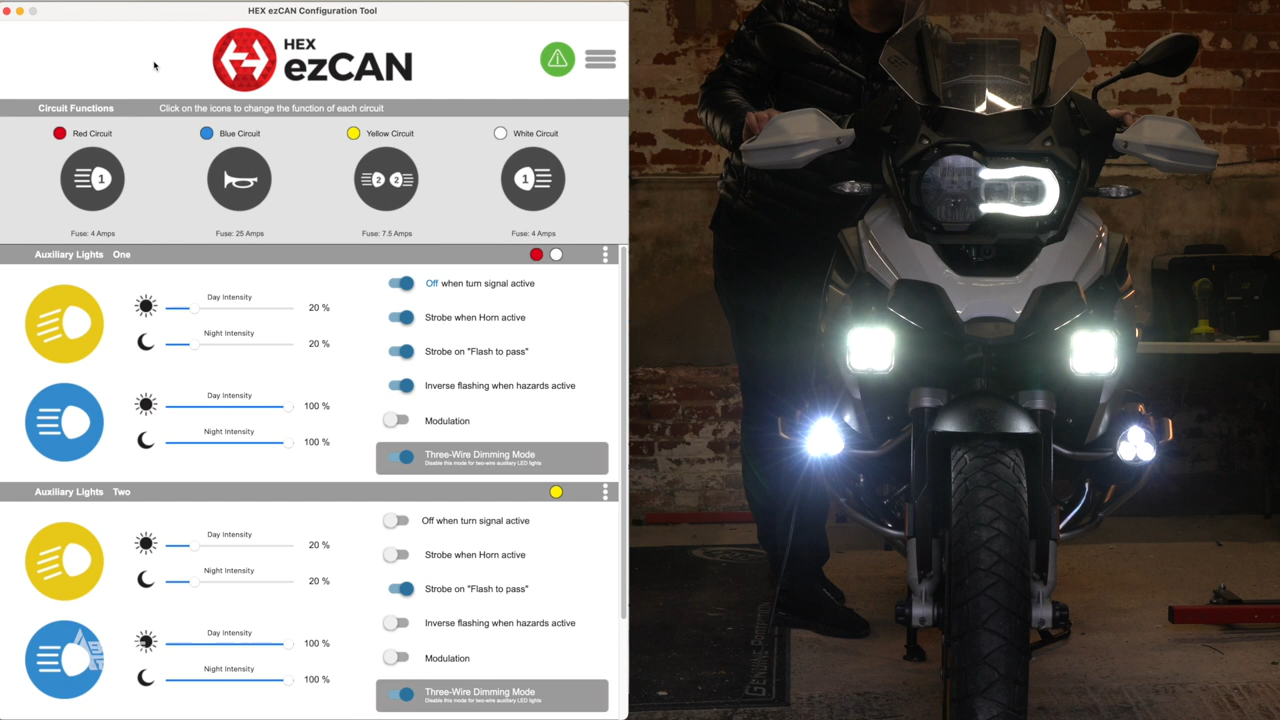 HEX ezCAN Configuration Tool
HEX
ezCAN
Circuit Functions Click on the icons to change the function of each circuit
Red Circuit Blue Circuit Yellow Circuit White Circuit
1 2 2 1
Fuse: 4 Amps Fuse: 25 Amps Fuse: 7.5 Amps Fuse: 4 Amps
Auxiliary Lights One
Day Intensity
20 %
Night Intensity
20 %
Day Intensity
100 %
Night Intensity
100 %
Off when turn signal active
Strobe when Horn active
Strobe on "Flash to pass"
Inverse flashing when hazards active
Modulation
Three-Wire Dimming Mode
Disable this mode for two-wire auxiliary LED lights
Auxiliary Lights Two
Day Intensity
20 %
Night Intensity
20 %
Day Intensity
100 %
Night Intensity
100 %
Off when turn signal active
Strobe when Horn active
Strobe on "Flash to pass"
Inverse flashing when hazards active
Modulation
Three-Wire Dimming Mode
Disable this mode for two-wire auxiliary LED lights
GENUINE